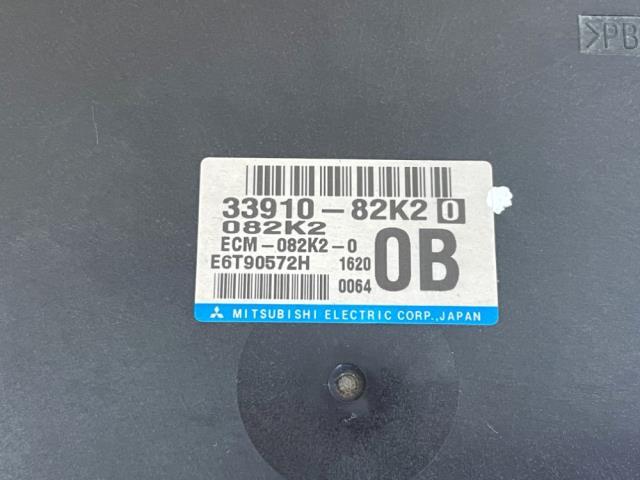 >PB
33910-82K2 0
082K2
ECM-082K2-0
E6T90572H 1620 0B
0064
MITSUBISHI ELECTRIC CORP., JAPAN